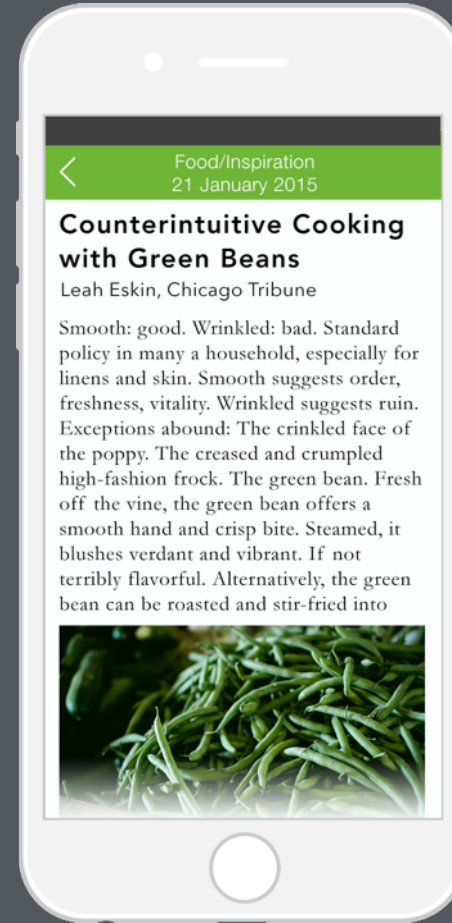 Food/Inspiration
21 January 2015
Counterintuitive Cooking
with Green Beans
Leah Eskin, Chicago Tribune
Smooth: good. Wrinkled: bad. Standard
policy in many a household, especially for
linens and skin. Smooth suggests order,
freshness, vitality. Wrinkled suggests ruin.
Exceptions abound: The crinkled face of
the poppy. The creased and crumpled
high-fashion frock. The green bean. Fresh
off the vine, the green bean offers a
smooth hand and crisp bite. Steamed, it
blushes verdant and vibrant. If not
terribly flavorful. Alternatively, the green
bean can be roasted and stir-fried into